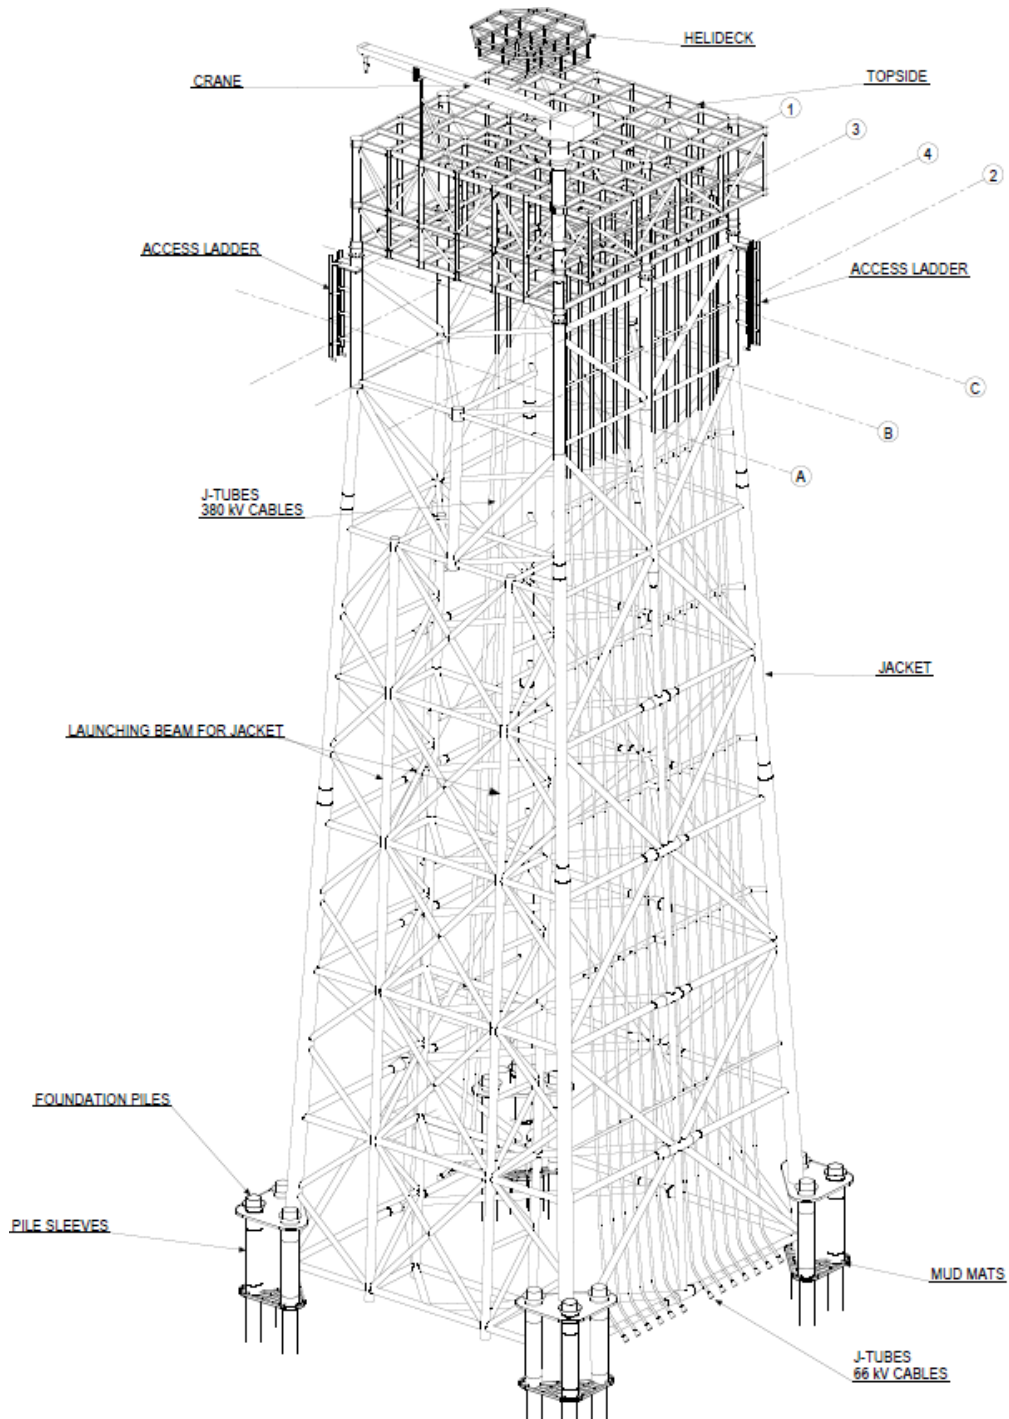 HELIDECK
CRANE
TOPSIDE
1
3
4
2
ACCESS LADDER
ACCESS LADDER
C
B
A
J-TUBES
380 kV CABLES
JACKET
LAUNCHING BEAM FOR JACKET
FOUNDATION PILES
PILE SLEEVES
MUD MATS
J-TUBES
66 kV CABLES